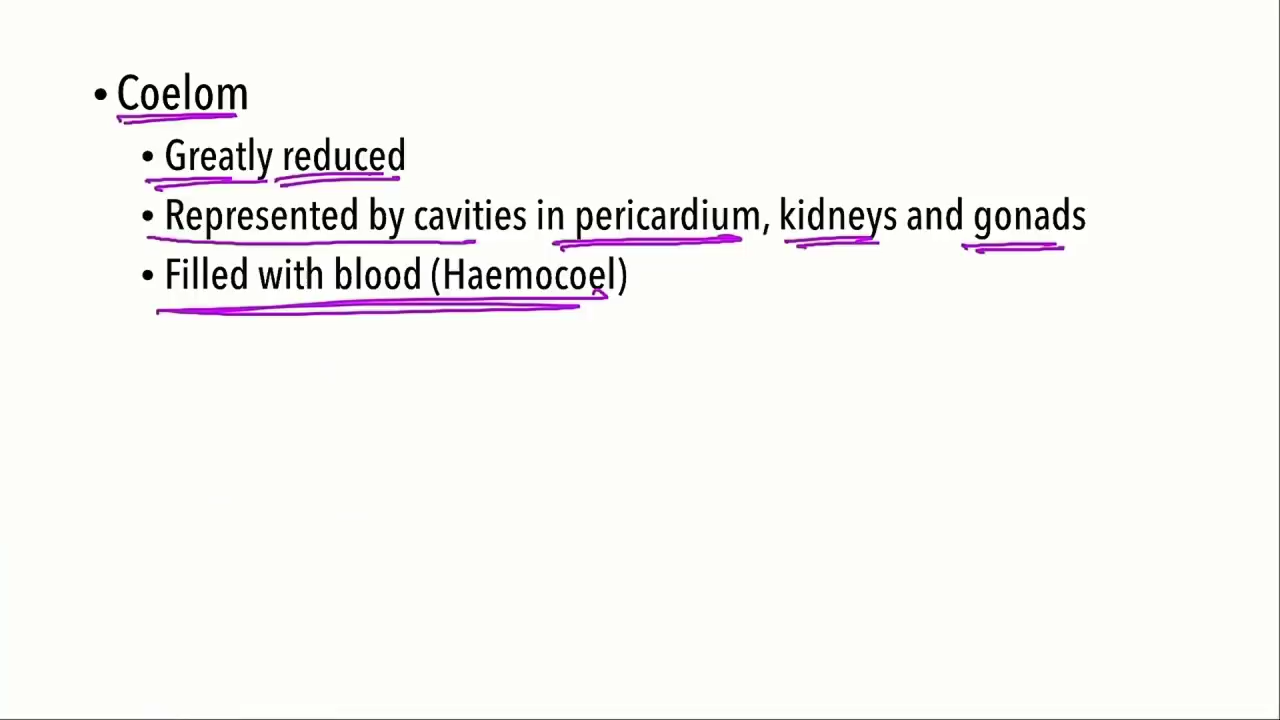 • Coelom
• Greatly reduced
• Represented by cavities in pericardium, kidneys and gonads
• Filled with blood (Haemocoel)